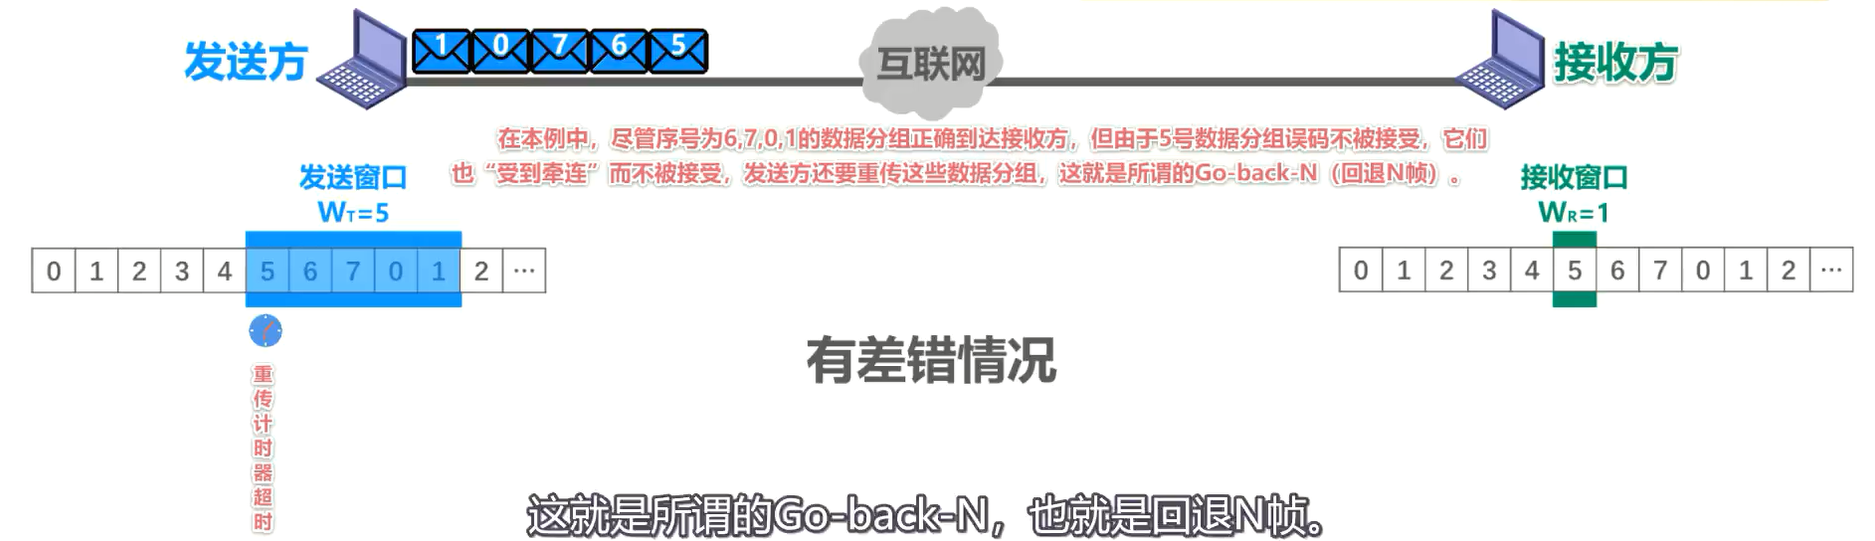 发送方
1 0 7 6 5
互联网
接收方
在本例中，尽管序号为6,7,0,1的数据分组正确到达接收方，但由于5号数据分组误码不被接受，它们
也“受到牵连”而不被接受，发送方还要重传这些数据分组，这就是所谓的Go-back-N（回退N帧）。
发送窗口
WT=5
接收窗口
WR=1
0 1 2 3 4 5 6 7 0 1 2 ···
0 1 2 3 4 5 6 7 0 1 2 ···
重传计时器超时
有差错情况
这就是所谓的Go-back-N，也就是回退N帧。